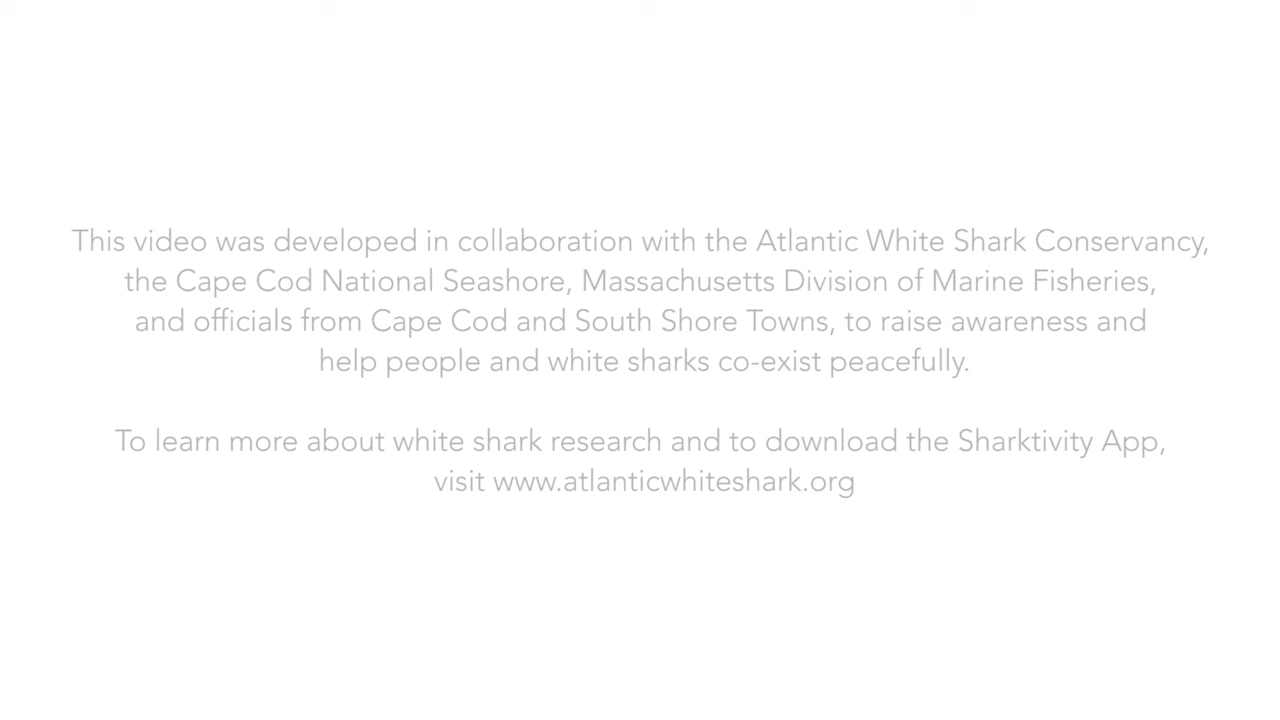 This video was developed in collaboration with the Atlantic White Shark Conservancy,
the Cape Cod National Seashore, Massachusetts Division of Marine Fisheries,
and officials from Cape Cod and South Shore Towns, to raise awareness and
help people and white sharks co-exist peacefully.
To learn more about white shark research and to download the Sharktivity App,
visit www.atlanticwhiteshark.org